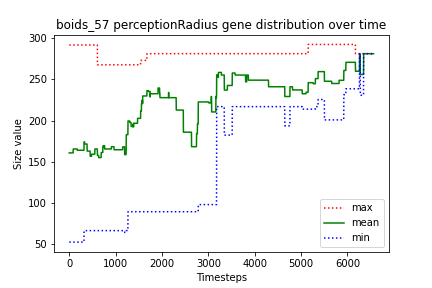 boids_57 perceptionRadius gene distribution over time
300
250
200
150
100
50
Size value
0 1000 2000 3000 4000 5000 6000
Timesteps
max
mean
min